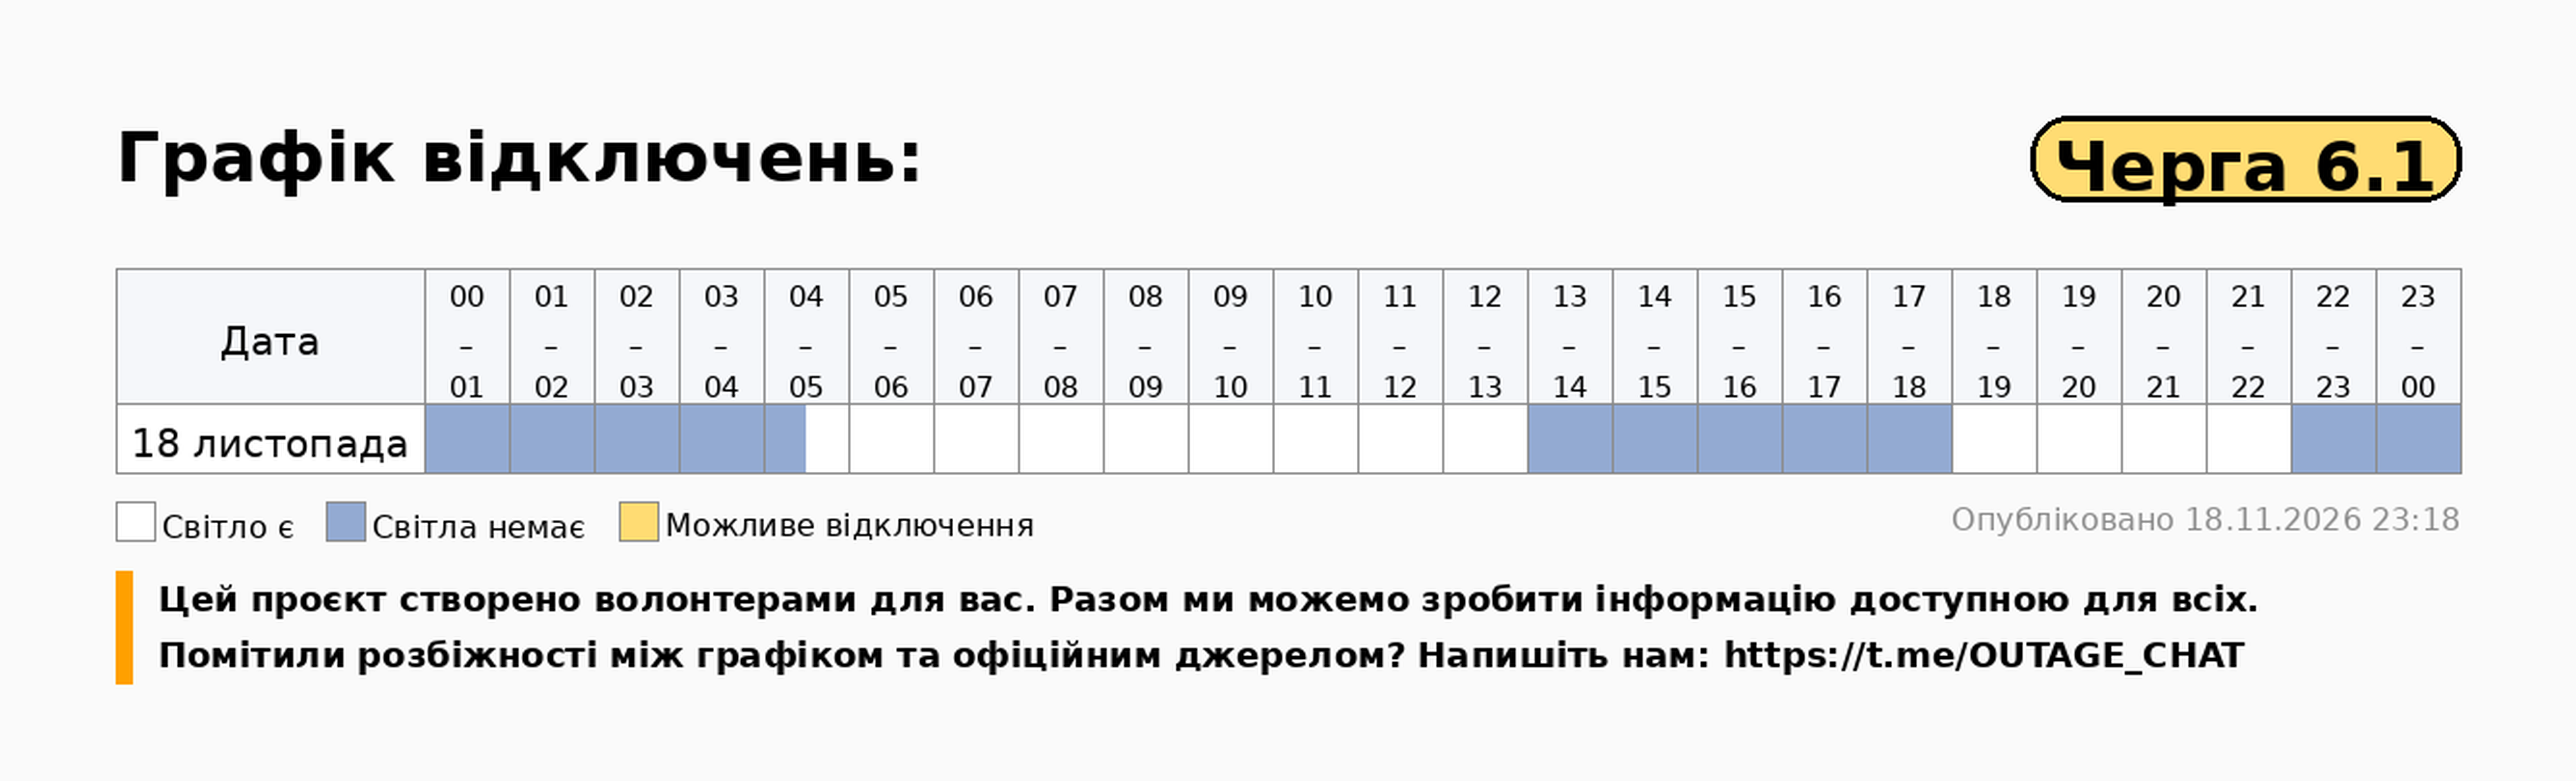 Графік відключень:
Черга 6.1
Дата
00 – 01
01 – 02
02 – 03
03 – 04
04 – 05
05 – 06
06 – 07
07 – 08
08 – 09
09 – 10
10 – 11
11 – 12
12 – 13
13 – 14
14 – 15
15 – 16
16 – 17
17 – 18
18 – 19
19 – 20
20 – 21
21 – 22
22 – 23
23 – 00
18 листопада
Світло є
Світла немає
Можливе відключення
Опубліковано 18.11.2026 23:18
Цей проєкт створено волонтерами для вас. Разом ми можемо зробити інформацію доступною для всіх.
Помітили розбіжності між графіком та офіційним джерелом? Напишіть нам: https://t.me/OUTAGE_CHAT